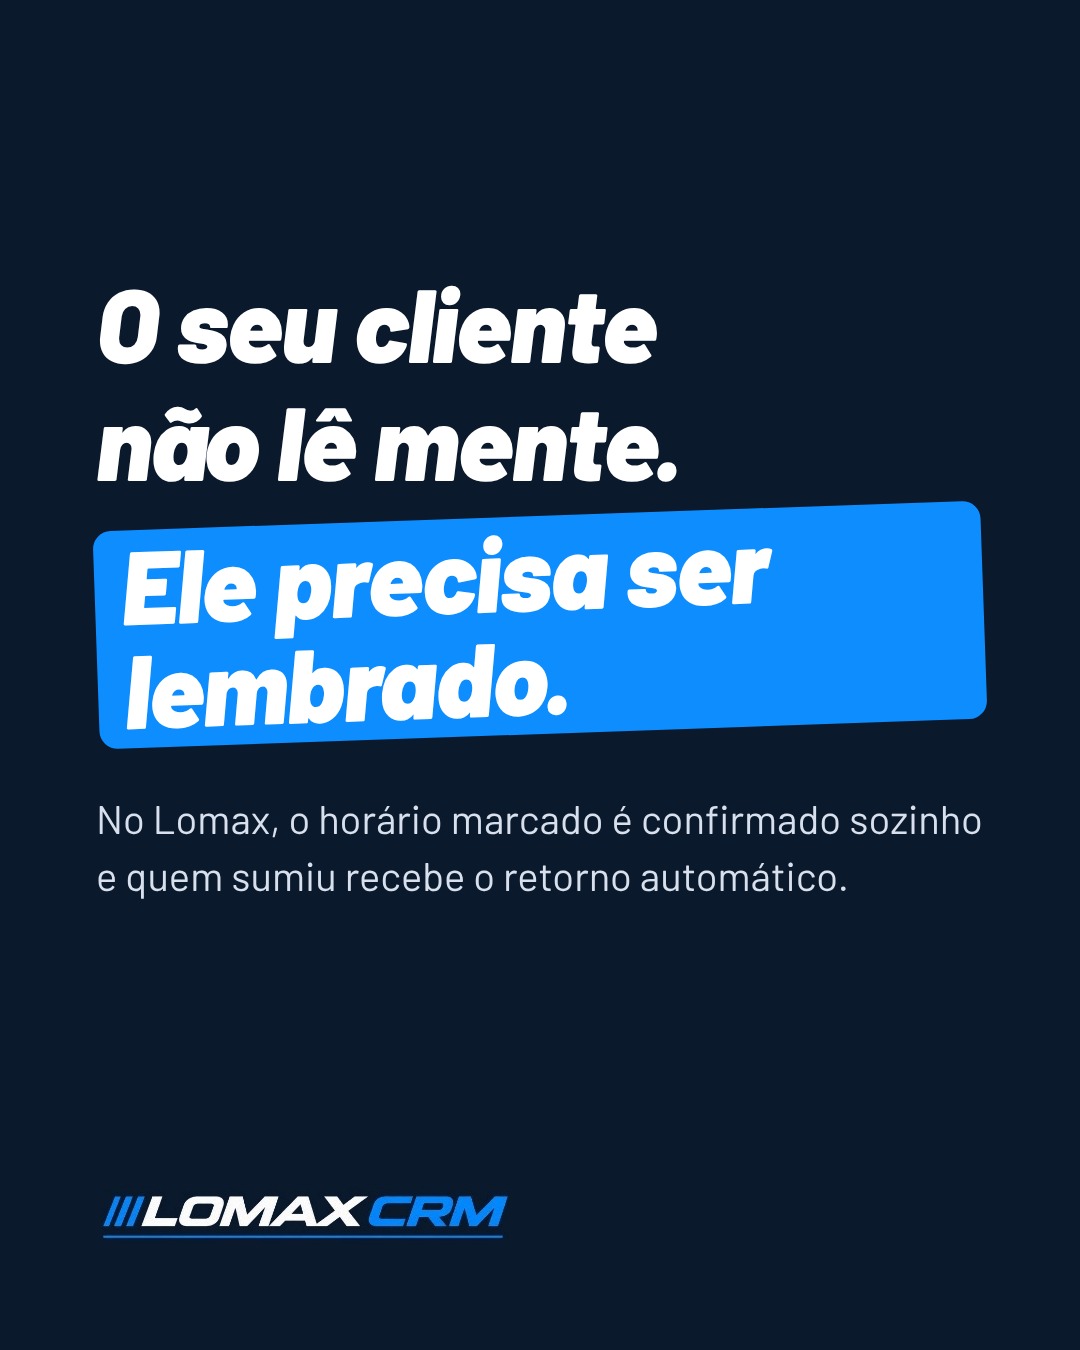 O seu cliente
não lê mente.
Ele precisa ser
lembrado.
No Lomax, o horário marcado é confirmado sozinho
e quem sumiu recebe o retorno automático.
LOMAX CRM